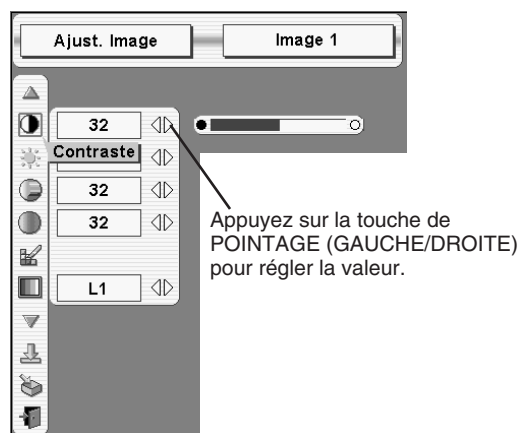 Ajust. Image
Image 1
32
Contraste
32
32
L1
Appuyez sur la touche de
POINTAGE (GAUCHE/DROITE)
pour régler la valeur.